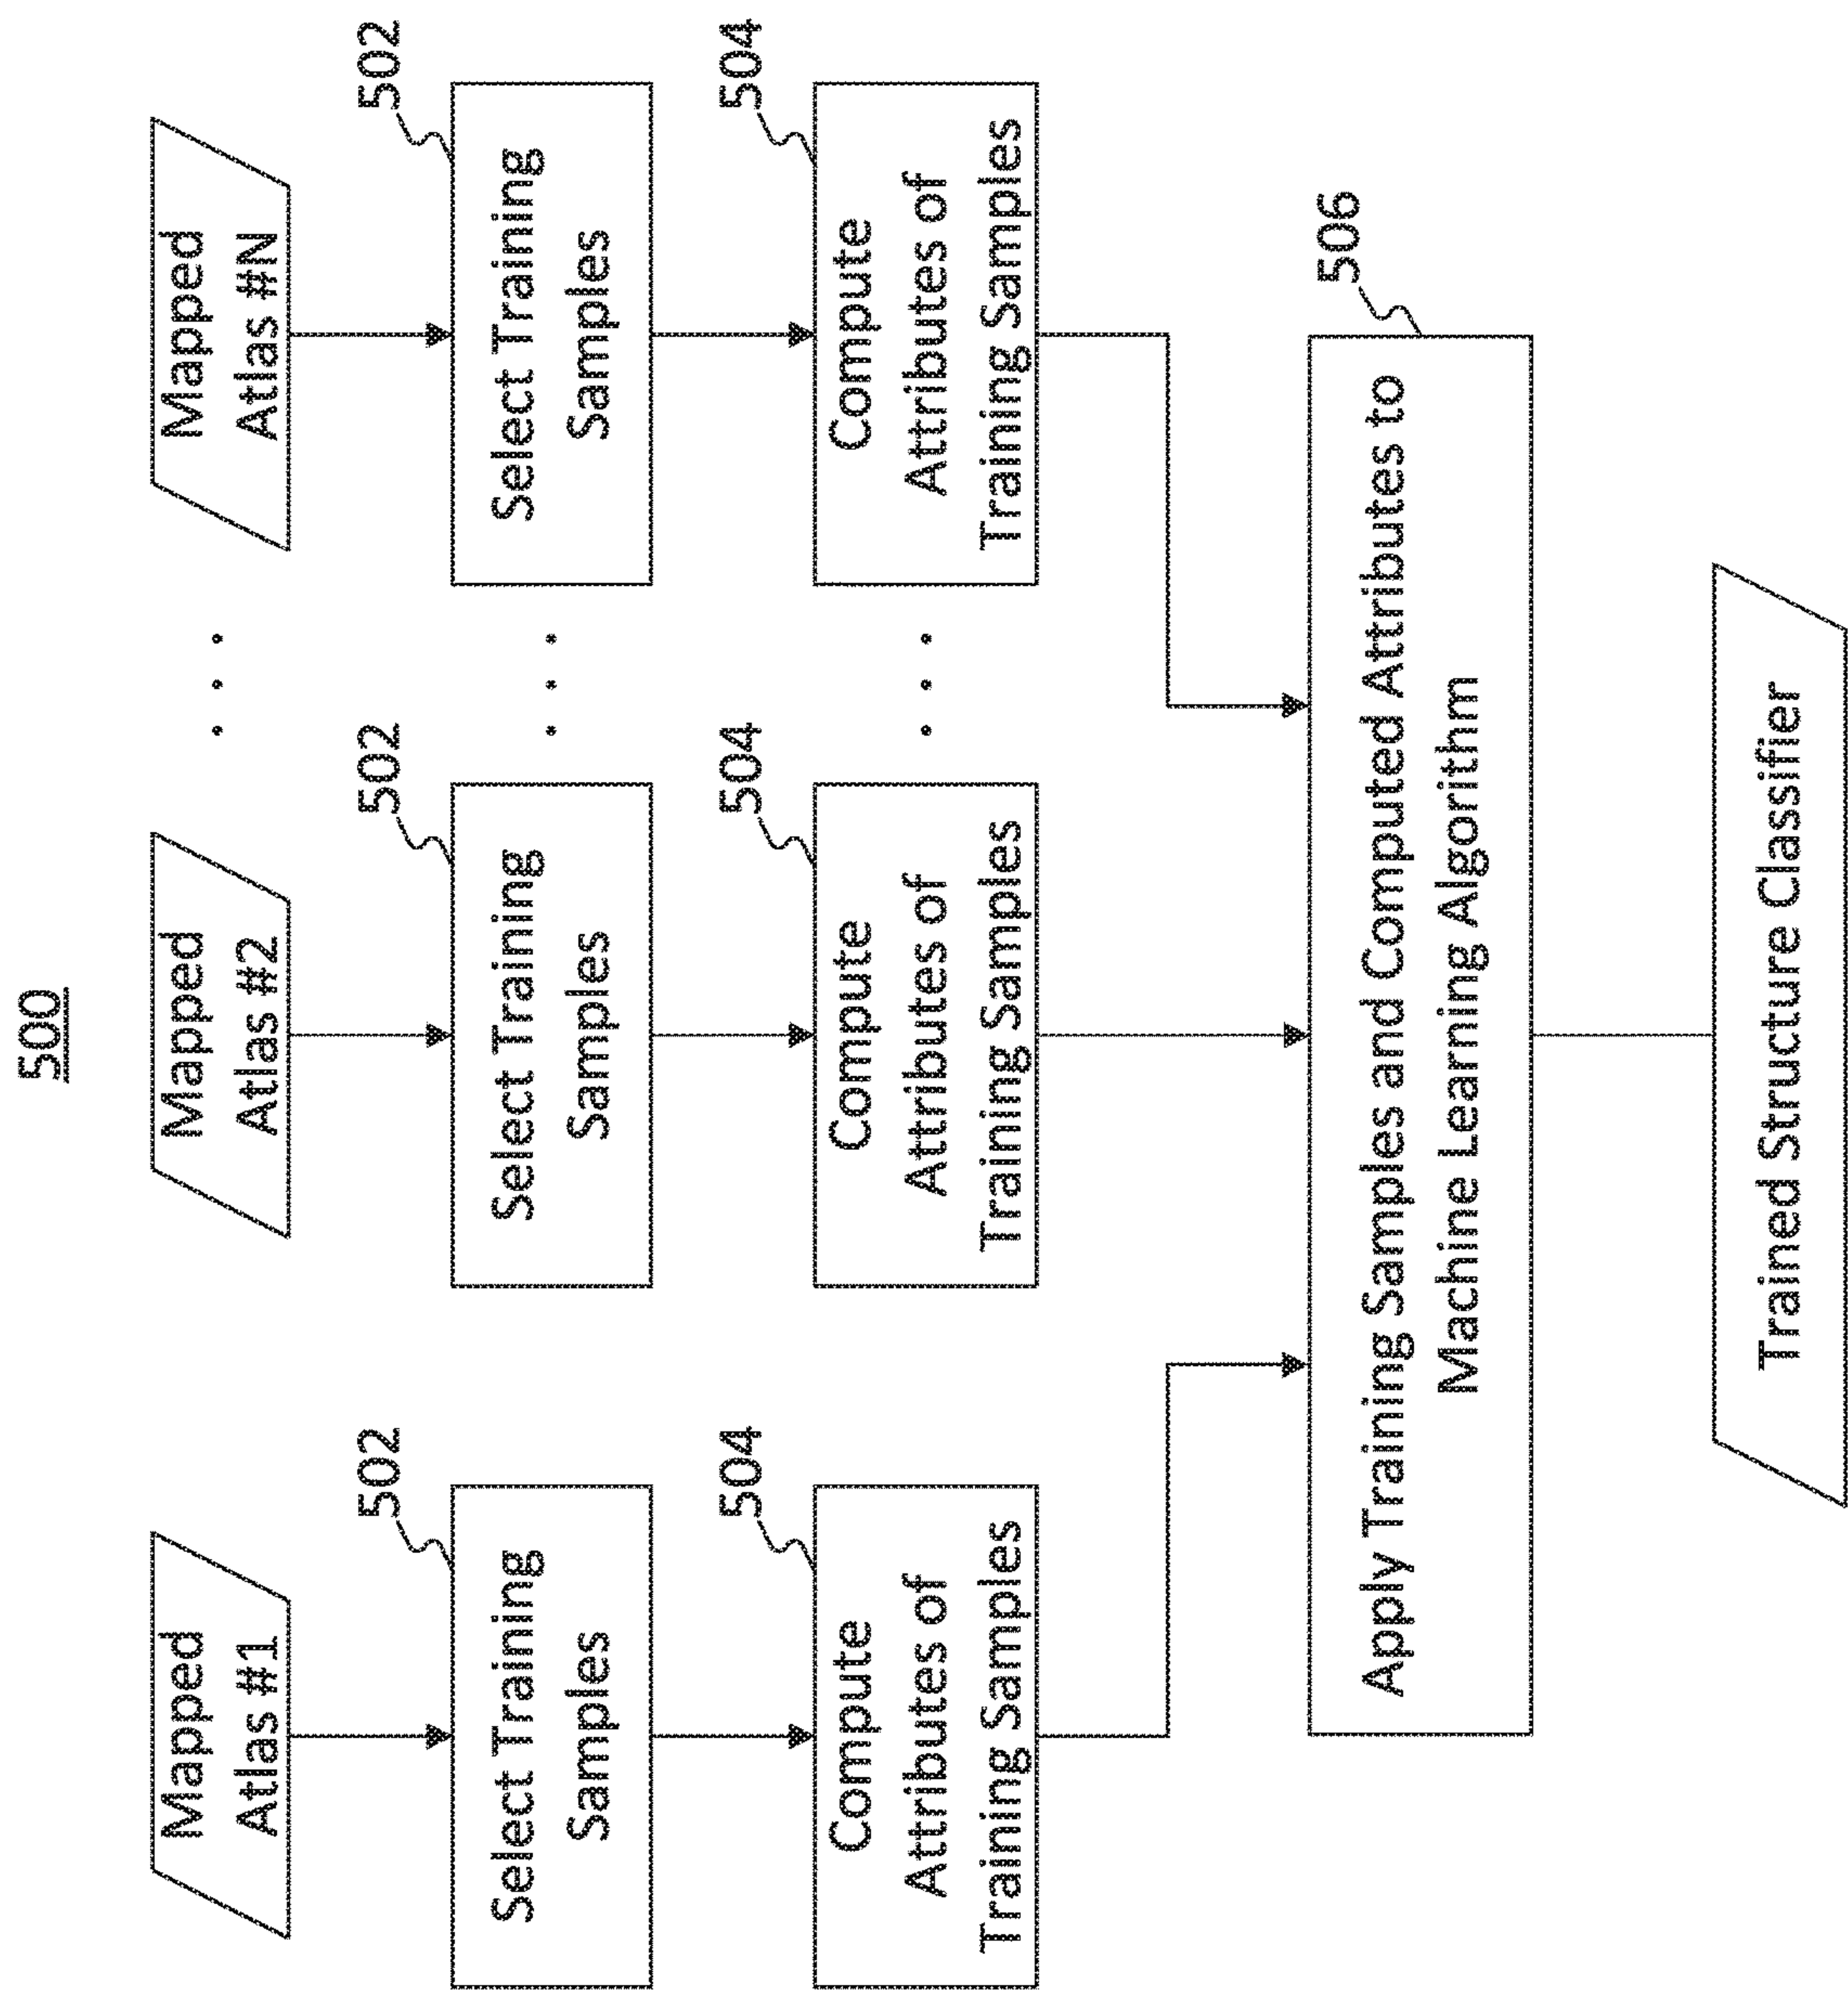 500
Mapped
Atlas #1
Mapped
Atlas #2
. . .
Mapped
Atlas #N
502
Select Training
Samples
502
Select Training
Samples
. . .
502
Select Training
Samples
504
Compute
Attributes of
Training Samples
504
Compute
Attributes of
Training Samples
. . .
504
Compute
Attributes of
Training Samples
506
Apply Training Samples and Computed Attributes to
Machine Learning Algorithm
Trained Structure Classifier